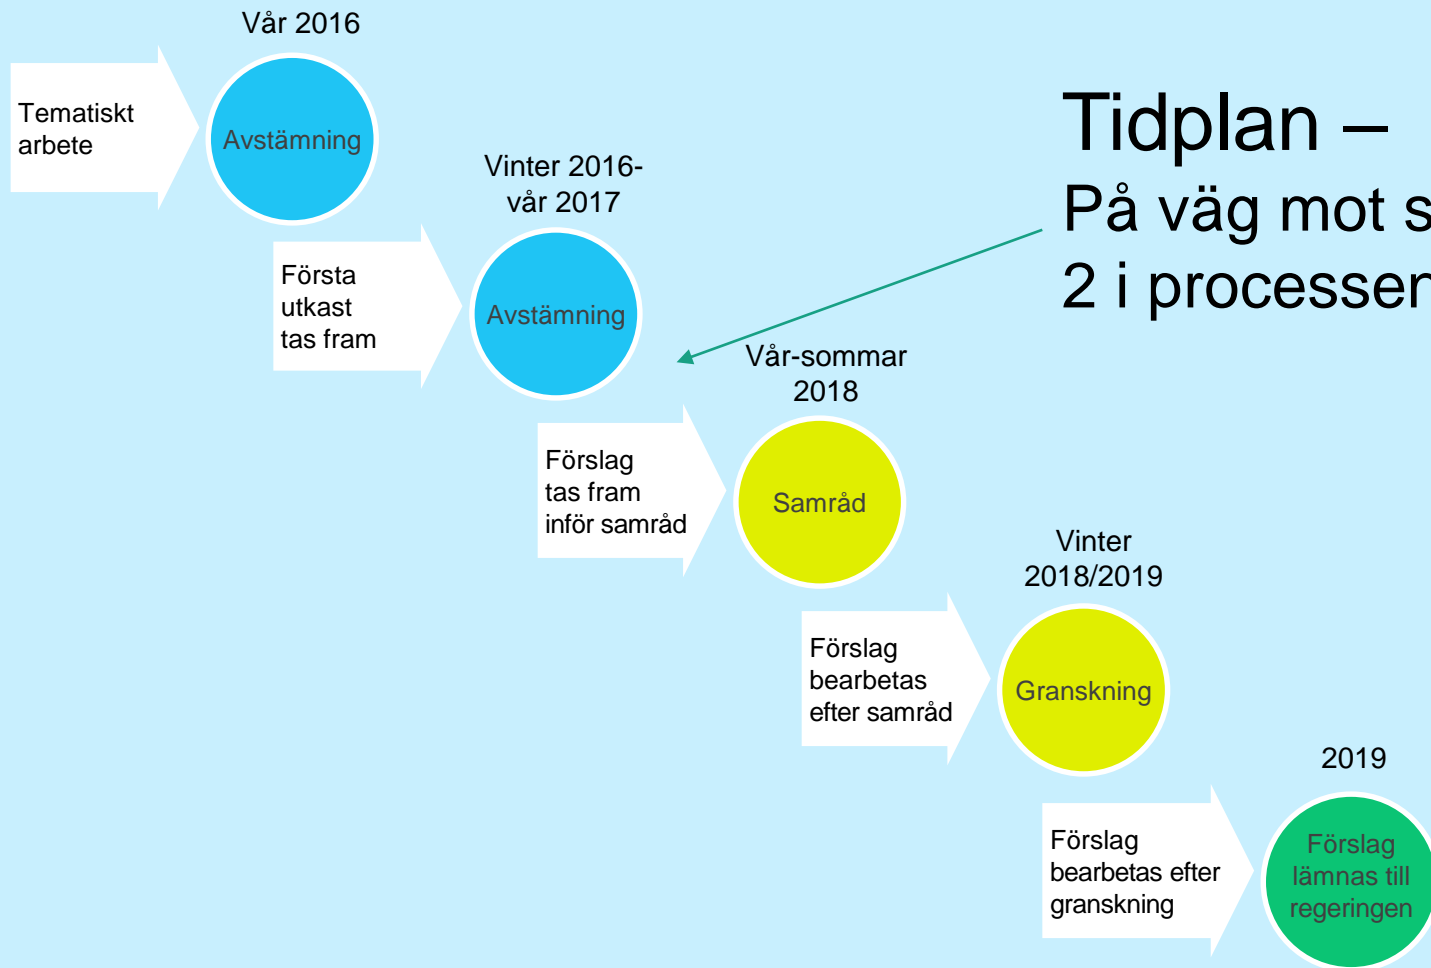 Vår 2016
Tematiskt
arbete
Avstämning
Tidplan –
På väg mot s
2 i processen
Vinter 2016-
vår 2017
Första
utkast
tas fram
Avstämning
Vår-sommar
2018
Förslag
tas fram
inför samråd
Samråd
Vinter
2018/2019
Förslag
bearbetas
efter samråd
Granskning
2019
Förslag
bearbetas efter
granskning
Förslag
lämnas till
regeringen